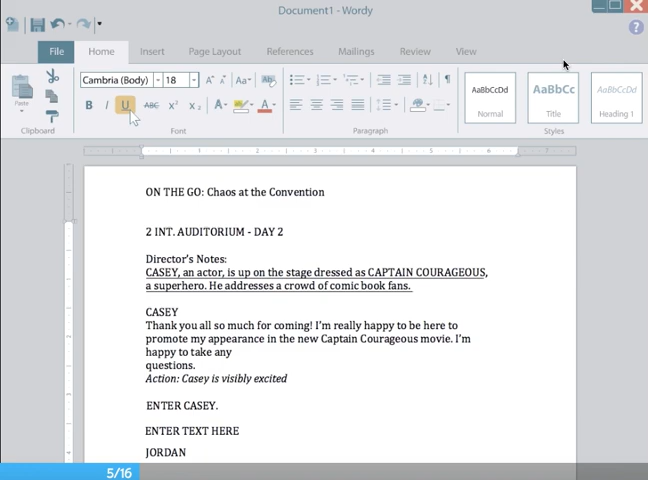 Document1 - Wordy
?
File Home Insert Page Layout References Mailings Review View
Cambria (Body) 18 Aa
AaBbCcDd AaBbCc AaBbCcDd
Paste
B I U ABC X² X₂ A A
Normal Title Heading 1
Clipboard Font Paragraph Styles
ON THE GO: Chaos at the Convention
2 INT. AUDITORIUM - DAY 2
Director's Notes:
CASEY, an actor, is up on the stage dressed as CAPTAIN COURAGEOUS,
a superhero. He addresses a crowd of comic book fans.
CASEY
Thank you all so much for coming! I'm really happy to be here to
promote my appearance in the new Captain Courageous movie. I'm
happy to take any
questions.
Action: Casey is visibly excited
ENTER CASEY.
ENTER TEXT HERE
JORDAN
5/16